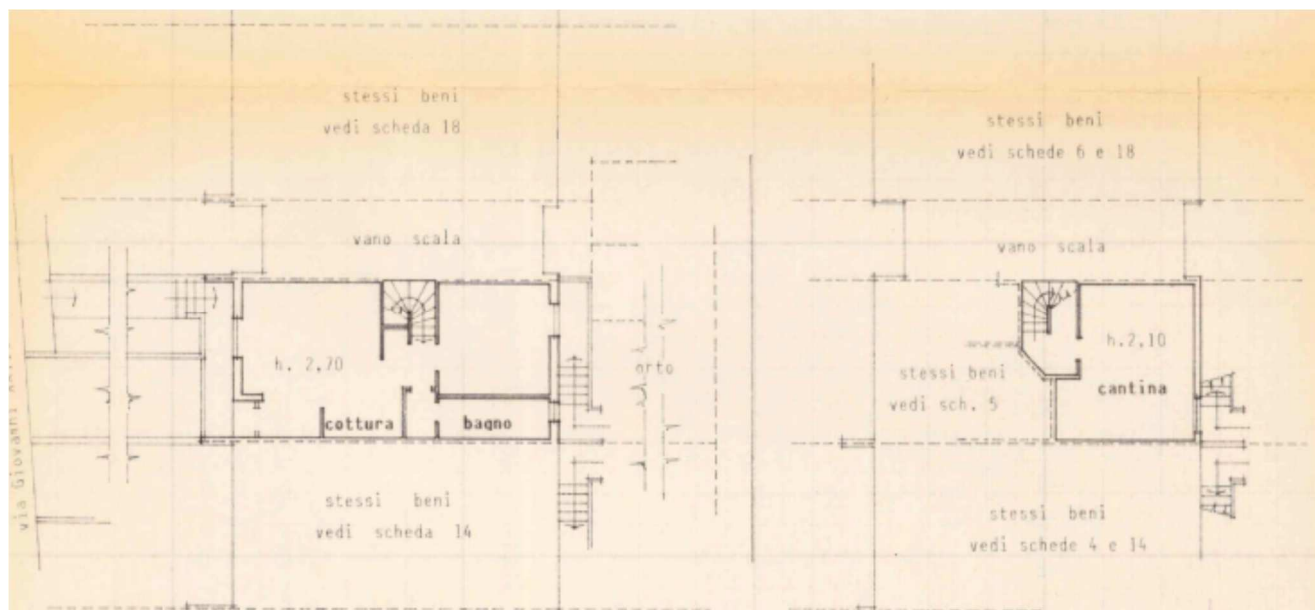 stessi beni
vedi scheda 18
vano scala
h. 2,70
cottura
bagno
orto
stessi beni
vedi scheda 14
via Giovanni
stessi beni
vedi schede 6 e 18
vano scala
h. 2,10
cantina
stessi beni
vedi sch. 5
stessi beni
vedi schede 4 e 14